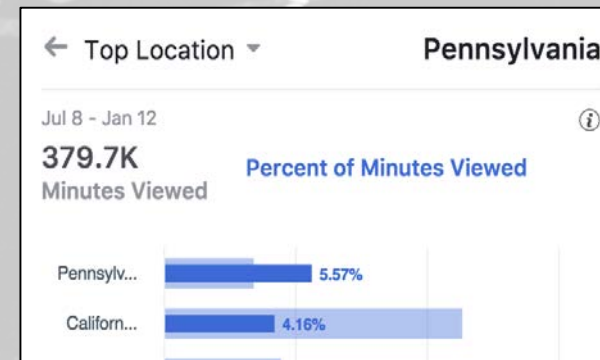 ← Top Location ▾ Pennsylvania
Jul 8 - Jan 12
379.7K
Minutes Viewed
Percent of Minutes Viewed
Pennsylv... 5.57%
Californ... 4.16%